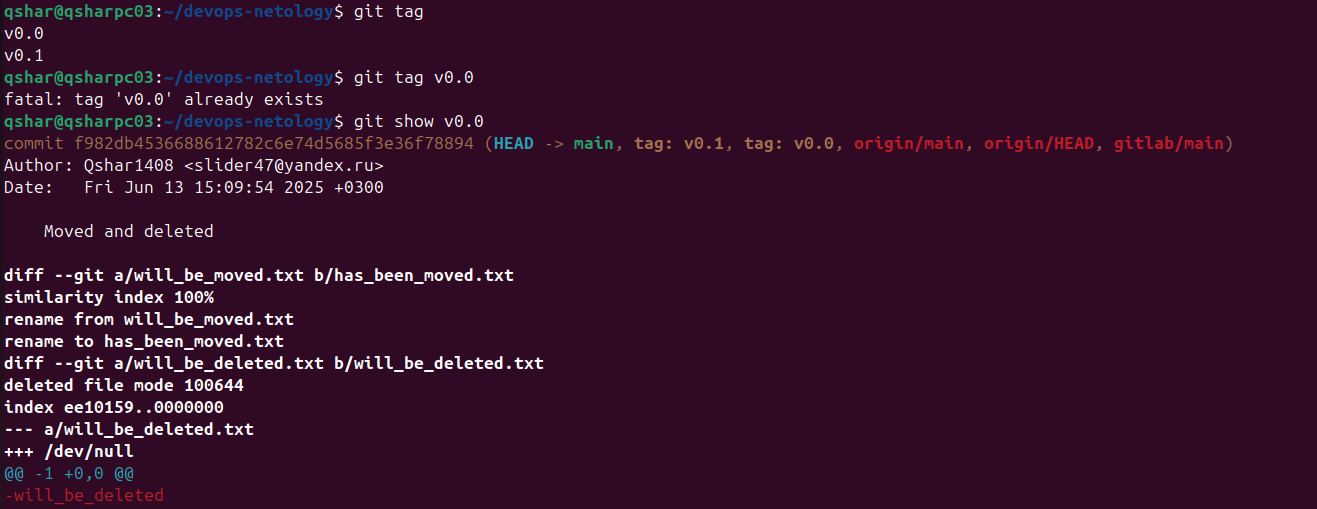 qshar@qsharpc03:~/devops-netology$ git tag
v0.0
v0.1
qshar@qsharpc03:~/devops-netology$ git tag v0.0
fatal: tag 'v0.0' already exists
qshar@qsharpc03:~/devops-netology$ git show v0.0
commit f982db4536688612782c6e74d5685f3e36f78894 (HEAD -> main, tag: v0.1, tag: v0.0, origin/main, origin/HEAD, gitlab/main)
Author: Qshar1408 <slider47@yandex.ru>
Date:   Fri Jun 13 15:09:54 2025 +0300

    Moved and deleted

diff --git a/will_be_moved.txt b/has_been_moved.txt
similarity index 100%
rename from will_be_moved.txt
rename to has_been_moved.txt
diff --git a/will_be_deleted.txt b/will_be_deleted.txt
deleted file mode 100644
index ee10159..0000000
--- a/will_be_deleted.txt
+++ /dev/null
@@ -1 +0,0 @@
-will_be_deleted